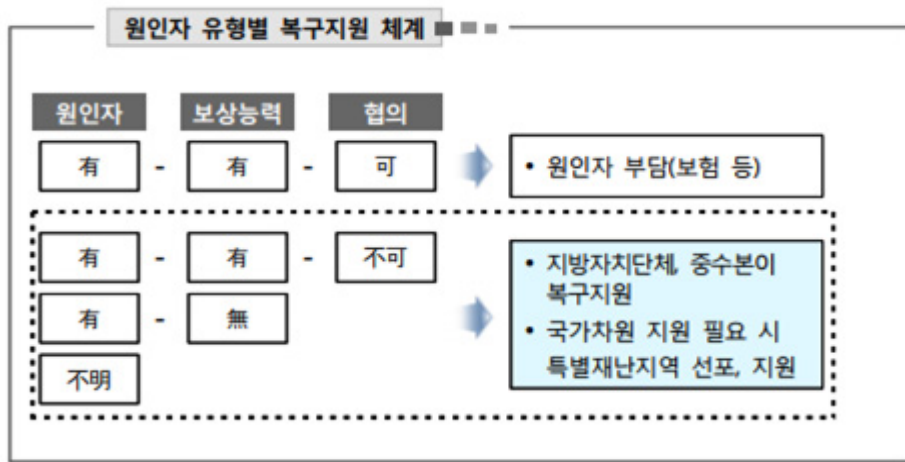 원인자 유형별 복구지원 체계
원인자 보상능력 협의
有 - 有 - 可
• 원인자 부담(보험 등)
有 - 有 - 不可
有 - 無
不明
• 지방자치단체, 중수본이
복구지원
• 국가차원 지원 필요 시
특별재난지역 선포, 지원